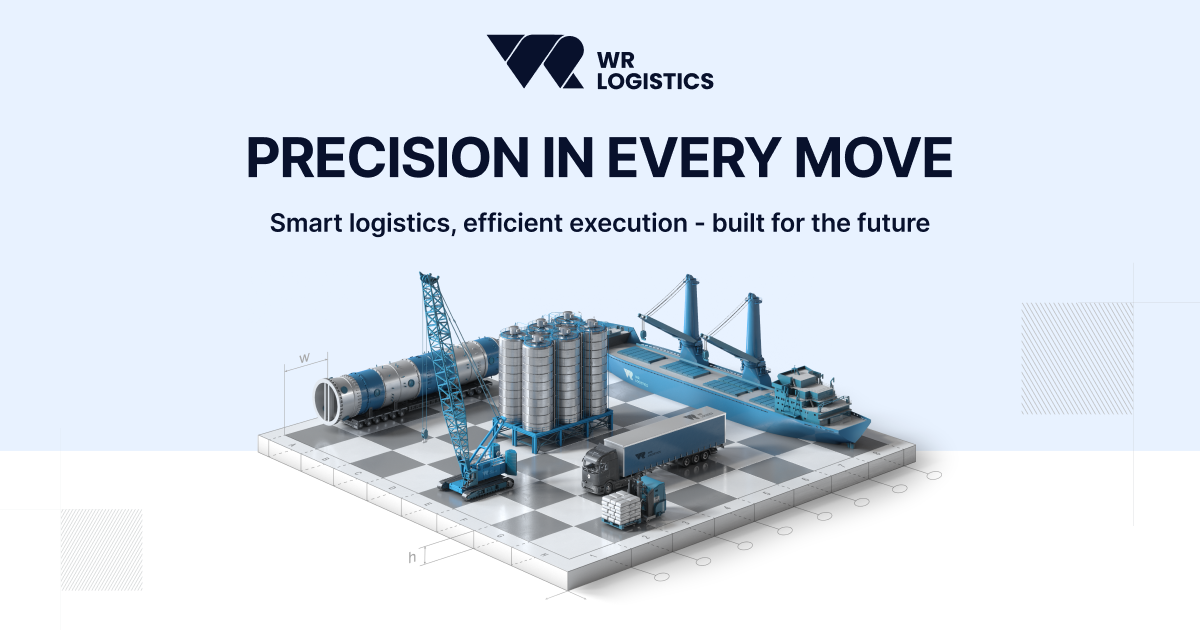 WR
LOGISTICS
PRECISION IN EVERY MOVE
Smart logistics, efficient execution - built for the future
w
h